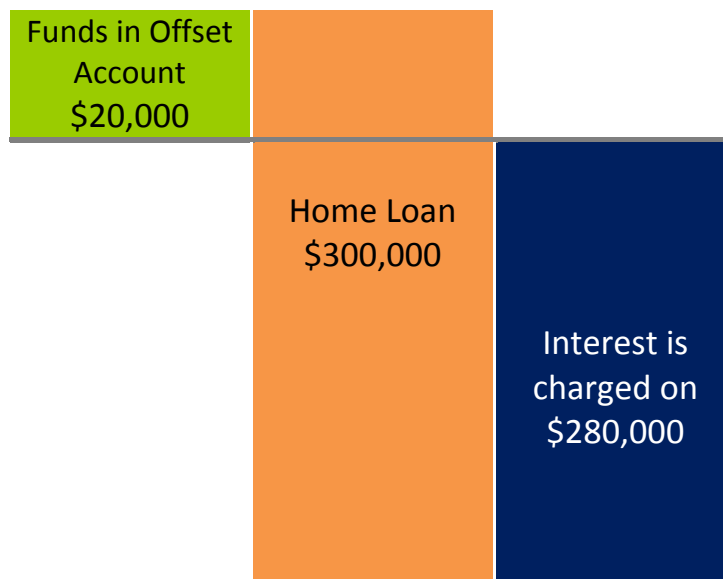 Funds in Offset
Account
$20,000
Home Loan
$300,000
Interest is
charged on
$280,000